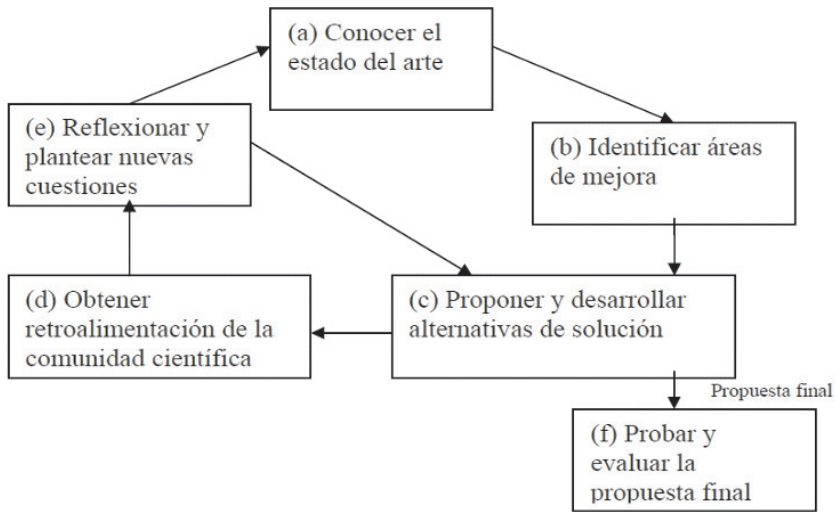 (a) Conocer el
estado del arte
(e) Reflexionar y
plantear nuevas
cuestiones
(b) Identificar áreas
de mejora
(d) Obtener
retroalimentación de la
comunidad científica
(c) Proponer y desarrollar
alternativas de solución
Propuesta final
(f) Probar y
evaluar la
propuesta final